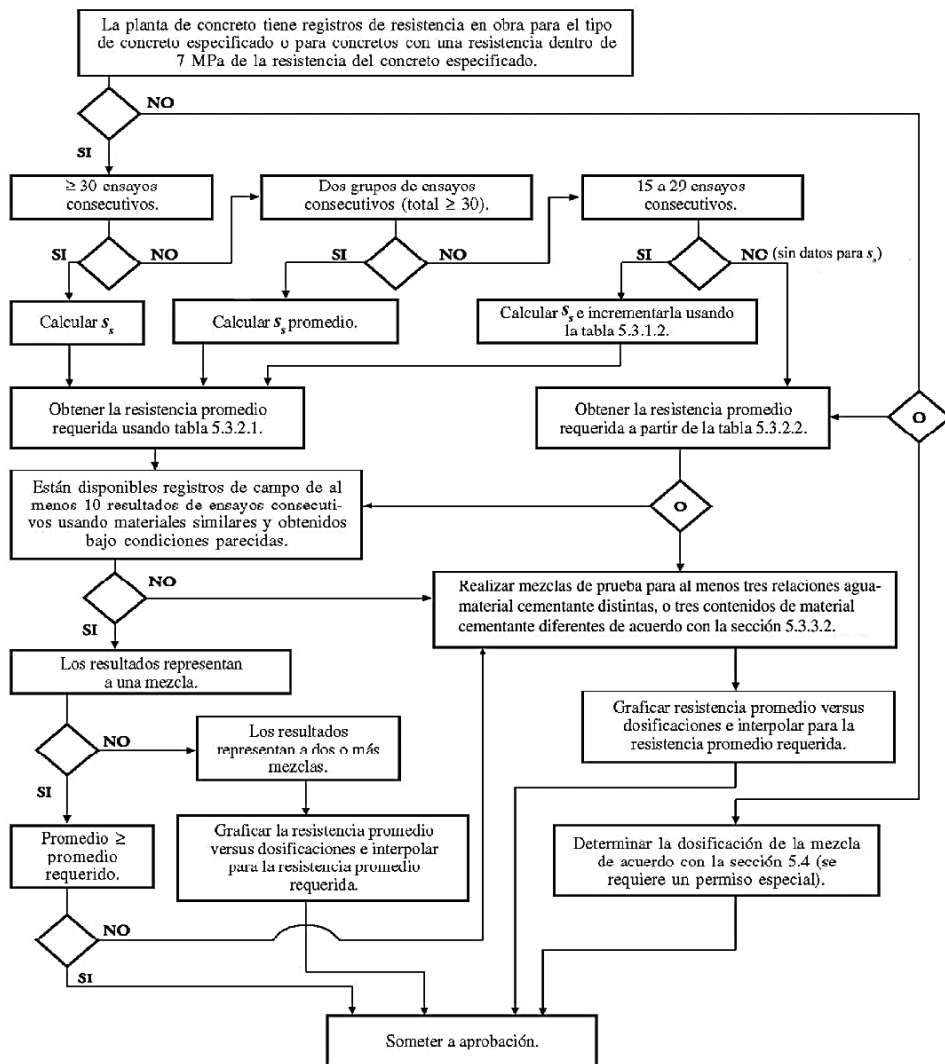 La planta de concreto tiene registros de resistencia en obra para el tipo
de concreto especificado o para concretos con una resistencia dentro de
7 MPa de la resistencia del concreto especificado.
NO
SI
≥ 30 ensayos
consecutivos.
Dos grupos de ensayos
consecutivos (total ≥ 30).
15 a 29 ensayos
consecutivos.
SI
NO
SI
NO
SI
NO (sin datos para s_s)
Calcular s_s
Calcular s_s promedio.
Calcular s_s e incrementarla usando
la tabla 5.3.1.2.
Obtener la resistencia promedio
requerida usando tabla 5.3.2.1.
Obtener la resistencia promedio
requerida a partir de la tabla 5.3.2.2.
O
Están disponibles registros de campo de al
menos 10 resultados de ensayos consecuti-
vos usando materiales similares y obtenidos
bajo condiciones parecidas.
O
NO
SI
Realizar mezclas de prueba para al menos tres relaciones agua-
material cementante distintas, o tres contenidos de material
cementante diferentes de acuerdo con la sección 5.3.3.2.
Los resultados representan
a una mezcla.
NO
SI
Los resultados
representan a dos o más
mezclas.
Graficar resistencia promedio versus
dosificaciones e interpolar para la
resistencia promedio requerida.
Promedio ≥
promedio
requerido.
Graficar la resistencia promedio
versus dosificaciones e interpolar
para la resistencia promedio
requerida.
Determinar la dosificación de la mezcla
de acuerdo con la sección 5.4 (se
requiere un permiso especial).
NO
SI
Someter a aprobación.